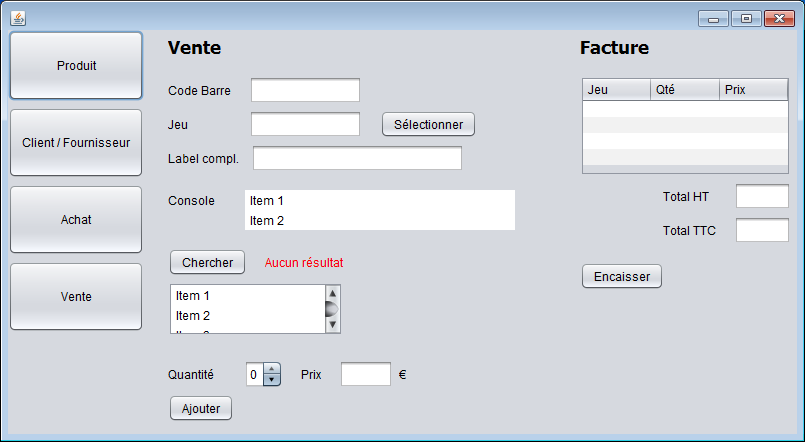 Produit
Client / Fournisseur
Achat
Vente
Vente
Code Barre
Jeu
Sélectionner
Label compl.
Console
Item 1
Item 2
Chercher
Aucun résultat
Item 1
Item 2
Quantité
0
Prix
€
Ajouter
Facture
Jeu
Qté
Prix
Total HT
Total TTC
Encaisser